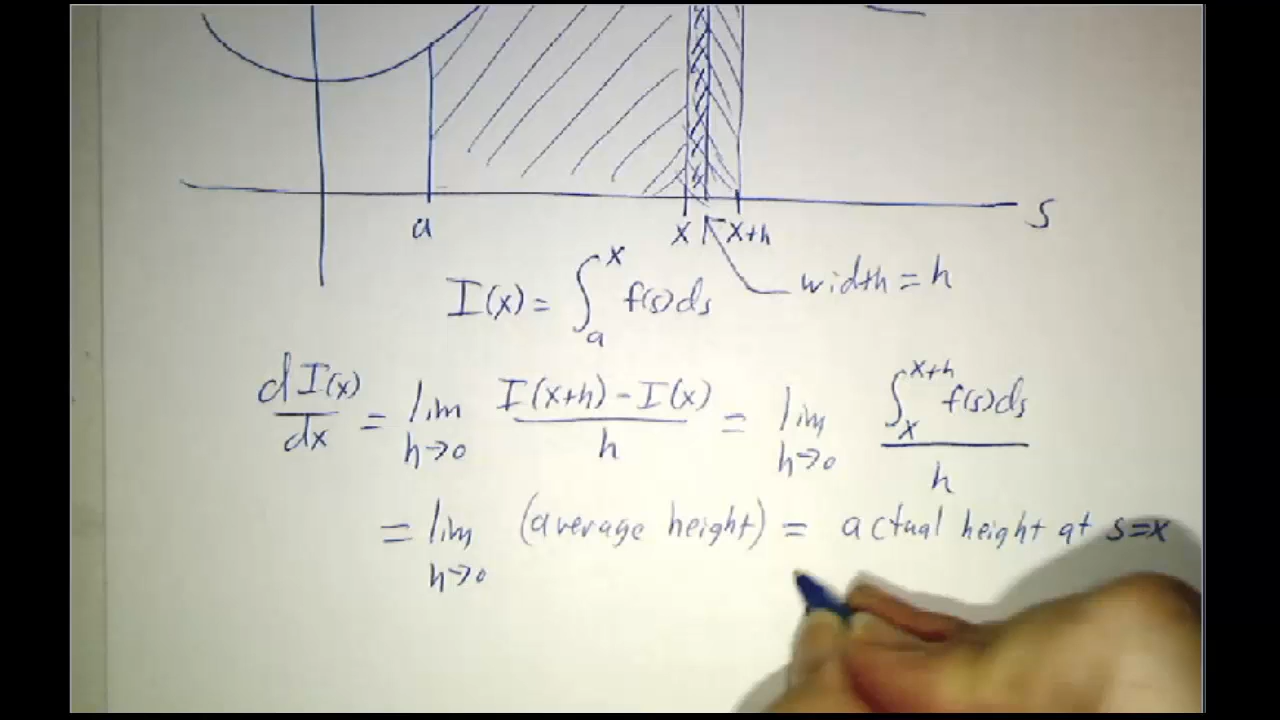 s
a x x+h
I(x) = ∫_a^x f(s)ds width = h
dI(x)/dx = lim_{h→0} (I(x+h) - I(x))/h = lim_{h→0} (∫_x^{x+h} f(s)ds)/h
= lim_{h→0} (average height) = actual height at s=x